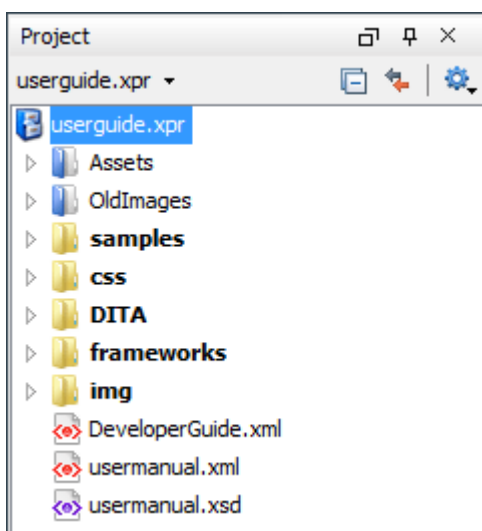 Project
userguide.xpr
userguide.xpr
Assets
OldImages
samples
css
DITA
frameworks
img
DeveloperGuide.xml
usermanual.xml
usermanual.xsd